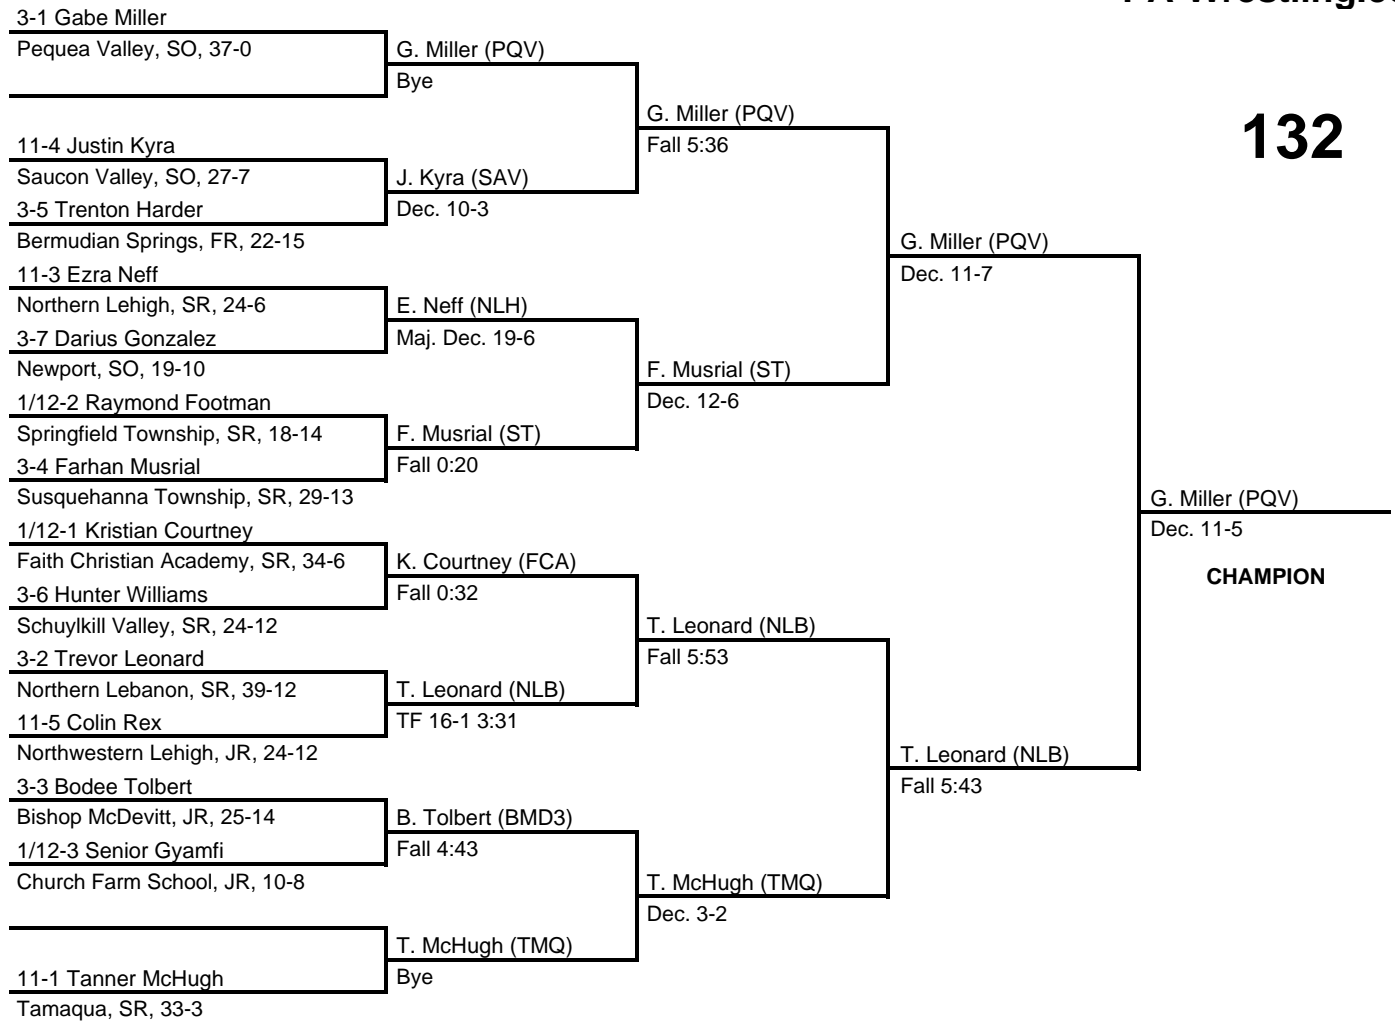 3-1 Gabe Miller
Pequea Valley, SO, 37-0
11-4 Justin Kyra
Saucon Valley, SO, 27-7
3-5 Trenton Harder
Bermudian Springs, FR, 22-15
11-3 Ezra Neff
Northern Lehigh, SR, 24-6
3-7 Darius Gonzalez
Newport, SO, 19-10
1/12-2 Raymond Footman
Springfield Township, SR, 18-14
3-4 Farhan Musrial
Susquehanna Township, SR, 29-13
1/12-1 Kristian Courtney
Faith Christian Academy, SR, 34-6
3-6 Hunter Williams
Schuylkill Valley, SR, 24-12
3-2 Trevor Leonard
Northern Lebanon, SR, 39-12
11-5 Colin Rex
Northwestern Lehigh, JR, 24-12
3-3 Bodee Tolbert
Bishop McDevitt, JR, 25-14
1/12-3 Senior Gyamfi
Church Farm School, JR, 10-8
11-1 Tanner McHugh
Tamaqua, SR, 33-3
G. Miller (PQV)
Bye
J. Kyra (SAV)
Dec. 10-3
E. Neff (NLH)
Maj. Dec. 19-6
F. Musrial (ST)
Fall 0:20
K. Courtney (FCA)
Fall 0:32
T. Leonard (NLB)
TF 16-1 3:31
B. Tolbert (BMD3)
Fall 4:43
T. McHugh (TMQ)
Bye
G. Miller (PQV)
Fall 5:36
F. Musrial (ST)
Dec. 12-6
T. Leonard (NLB)
Fall 5:53
T. McHugh (TMQ)
Dec. 3-2
G. Miller (PQV)
Dec. 11-7
T. Leonard (NLB)
Fall 5:43
132
G. Miller (PQV)
Dec. 11-5
CHAMPION